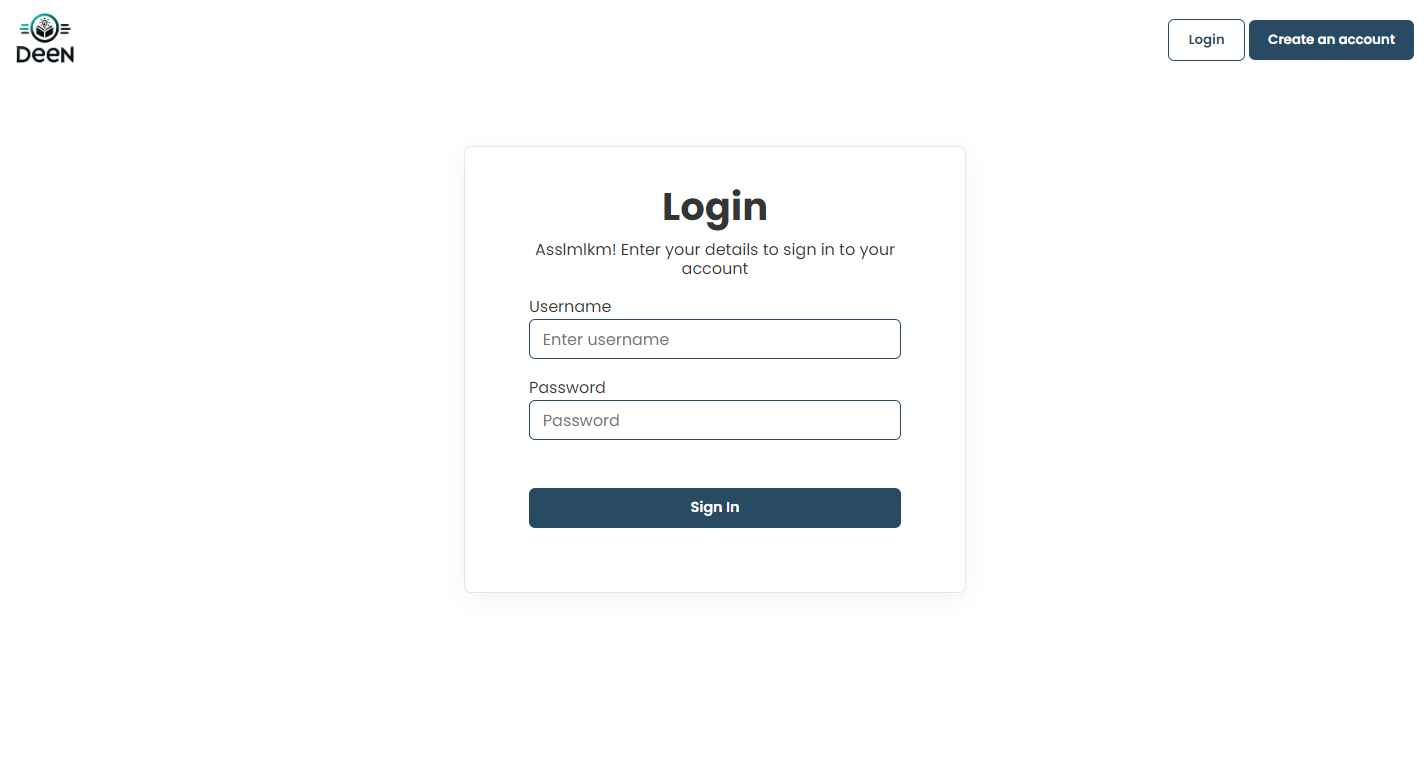 DeeN
Login
Create an account
Login
Asslmlkm! Enter your details to sign in to your
account
Username
Enter username
Password
Password
Sign In